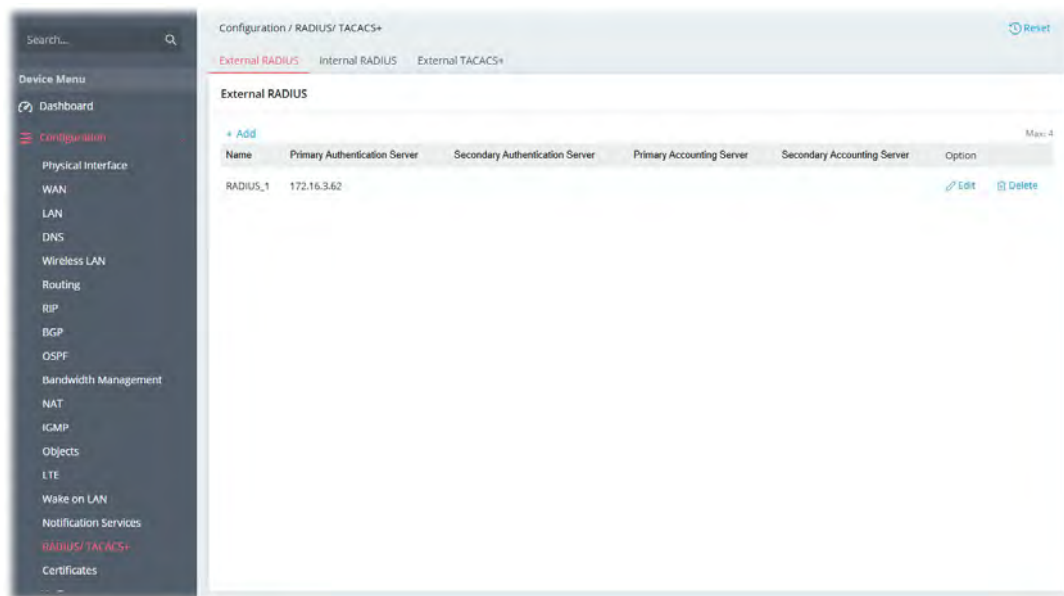 Search...
Device Menu
Dashboard
Configuration
Physical Interface
WAN
LAN
DNS
Wireless LAN
Routing
RIP
BGP
OSPF
Bandwidth Management
NAT
IGMP
Objects
LTE
Wake on LAN
Notification Services
RADIUS/ TACACS+
Certificates
Configuration / RADIUS/ TACACS+
Reset
External RADIUS Internal RADIUS External TACACS+
External RADIUS
+ Add Max: 4
Name Primary Authentication Server Secondary Authentication Server Primary Accounting Server Secondary Accounting Server Option
RADIUS_1 172.16.3.62 Edit Delete